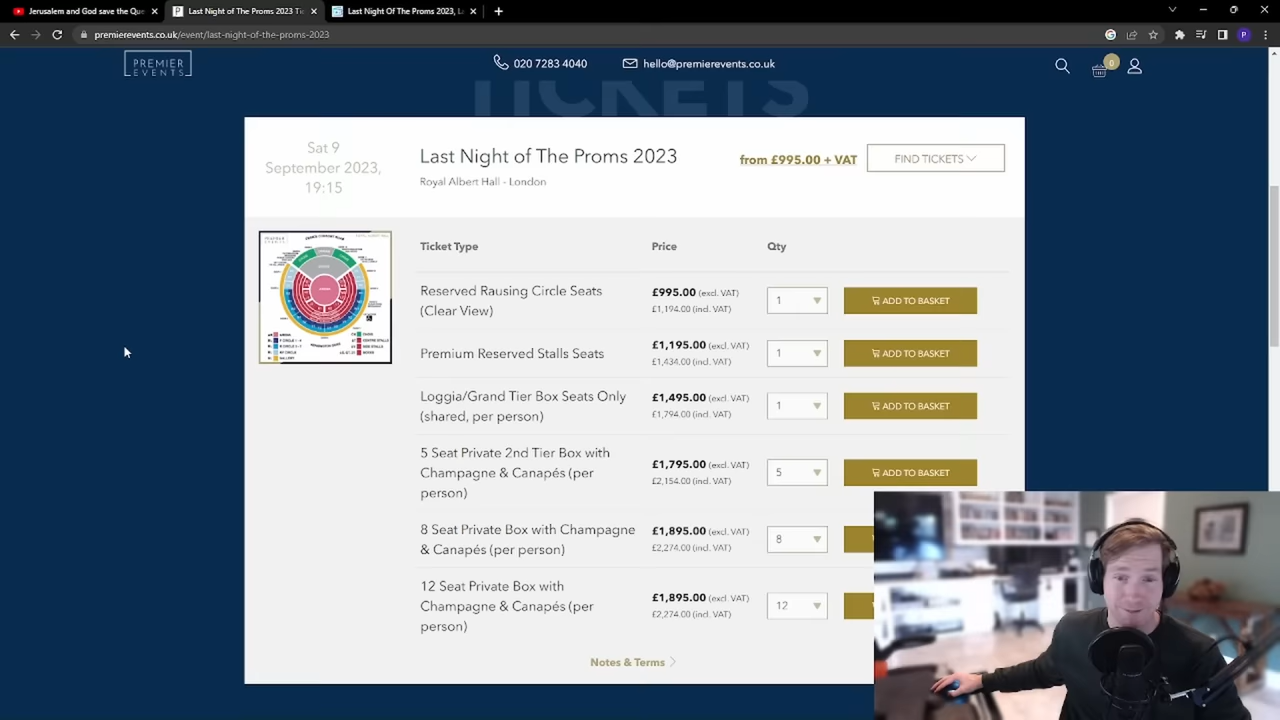 Jerusalem and God save the Que
Last Night of The Proms 2023 Tic
Last Night Of The Proms 2023, La
premierevents.co.uk/event/last-night-of-the-proms-2023
P
PREMIER
EVENTS
020 7283 4040
hello@premierevents.co.uk
0
TICKETS
Sat 9
September 2023,
19:15
Last Night of The Proms 2023
Royal Albert Hall - London
from £995.00 + VAT
FIND TICKETS
Ticket Type
Price
Qty
Reserved Rausing Circle Seats
(Clear View)
£995.00 (excl. VAT)
£1,194.00 (incl. VAT)
1
ADD TO BASKET
Premium Reserved Stalls Seats
£1,195.00 (excl. VAT)
£1,434.00 (incl. VAT)
1
ADD TO BASKET
Loggia/Grand Tier Box Seats Only
(shared, per person)
£1,495.00 (excl. VAT)
£1,794.00 (incl. VAT)
1
ADD TO BASKET
5 Seat Private 2nd Tier Box with
Champagne & Canapés (per
person)
£1,795.00 (excl. VAT)
£2,154.00 (incl. VAT)
5
ADD TO BASKET
8 Seat Private Box with Champagne
& Canapés (per person)
£1,895.00 (excl. VAT)
£2,274.00 (incl. VAT)
8
12 Seat Private Box with
Champagne & Canapés (per
person)
£1,895.00 (excl. VAT)
£2,274.00 (incl. VAT)
12
Notes & Terms